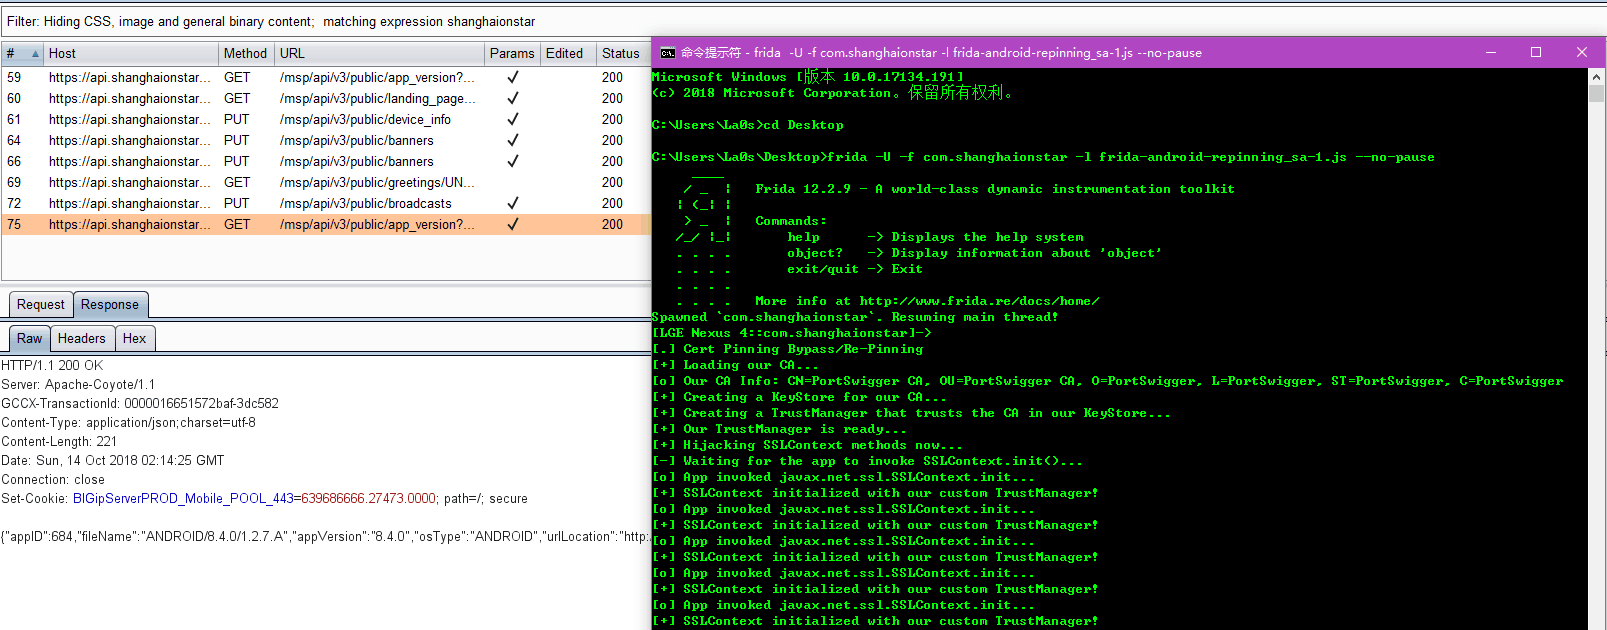 Filter: Hiding CSS, image and general binary content;  matching expression shanghaionstar
# Host Method URL Params Edited Status
59 https://api.shanghaionstar... GET /msp/api/v3/public/app_version?... ✓ 200
60 https://api.shanghaionstar... GET /msp/api/v3/public/landing_page... ✓ 200
61 https://api.shanghaionstar... PUT /msp/api/v3/public/device_info ✓ 200
64 https://api.shanghaionstar... PUT /msp/api/v3/public/banners ✓ 200
66 https://api.shanghaionstar... PUT /msp/api/v3/public/banners ✓ 200
69 https://api.shanghaionstar... GET /msp/api/v3/public/greetings/UN... 200
72 https://api.shanghaionstar... PUT /msp/api/v3/public/broadcasts ✓ 200
75 https://api.shanghaionstar... GET /msp/api/v3/public/app_version?... ✓ 200
Request Response
Raw Headers Hex
HTTP/1.1 200 OK
Server: Apache-Coyote/1.1
GCCX-TransactionId: 0000016651572baf-3dc582
Content-Type: application/json;charset=utf-8
Content-Length: 221
Date: Sun, 14 Oct 2018 02:14:25 GMT
Connection: close
Set-Cookie: BIGipServerPROD_Mobile_POOL_443=639686666.27473.0000; path=/; secure
{"appID":684,"fileName":"ANDROID/8.4.0/1.2.7.A","appVersion":"8.4.0","osType":"ANDROID","urlLocation":"http:
命令提示符 - frida  -U -f com.shanghaionstar -l frida-android-repinning_sa-1.js --no-pause
Microsoft Windows [版本 10.0.17134.191]
(c) 2018 Microsoft Corporation。保留所有权利。
C:\Users\La0s>cd Desktop
C:\Users\La0s\Desktop>frida -U -f com.shanghaionstar -l frida-android-repinning_sa-1.js --no-pause
     ____
    / _  |   Frida 12.2.9 - A world-class dynamic instrumentation toolkit
   | (_| |
    > _  |   Commands:
   /_/ |_|       help      -> Displays the help system
   . . . .       object?   -> Display information about 'object'
   . . . .       exit/quit -> Exit
   . . . .
   . . . .   More info at http://www.frida.re/docs/home/
Spawned `com.shanghaionstar`. Resuming main thread!
[LGE Nexus 4::com.shanghaionstar]->
[.] Cert Pinning Bypass/Re-Pinning
[+] Loading our CA...
[o] Our CA Info: CN=PortSwigger CA, OU=PortSwigger CA, O=PortSwigger, L=PortSwigger, ST=PortSwigger, C=PortSwigger
[+] Creating a KeyStore for our CA...
[+] Creating a TrustManager that trusts the CA in our KeyStore...
[+] Our TrustManager is ready...
[+] Hijacking SSLContext methods now...
[-] Waiting for the app to invoke SSLContext.init()...
[o] App invoked javax.net.ssl.SSLContext.init...
[+] SSLContext initialized with our custom TrustManager!
[o] App invoked javax.net.ssl.SSLContext.init...
[+] SSLContext initialized with our custom TrustManager!
[o] App invoked javax.net.ssl.SSLContext.init...
[+] SSLContext initialized with our custom TrustManager!
[o] App invoked javax.net.ssl.SSLContext.init...
[+] SSLContext initialized with our custom TrustManager!
[o] App invoked javax.net.ssl.SSLContext.init...
[+] SSLContext initialized with our custom TrustManager!